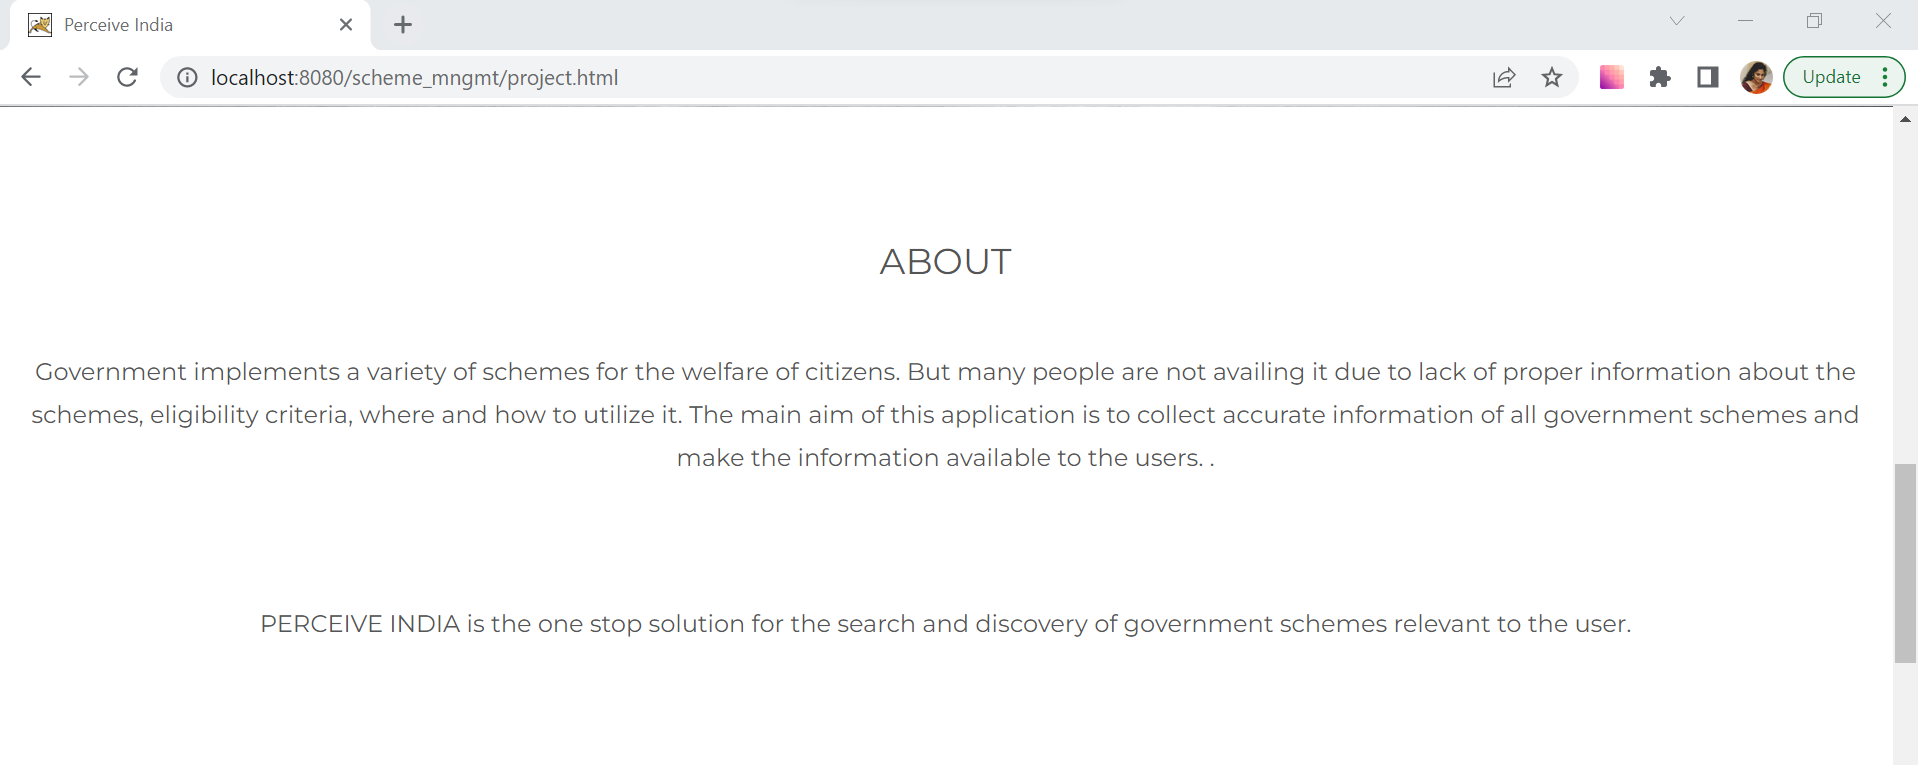 Perceive India
localhost:8080/scheme_mngmt/project.html
Update
ABOUT
Government implements a variety of schemes for the welfare of citizens. But many people are not availing it due to lack of proper information about the
schemes, eligibility criteria, where and how to utilize it. The main aim of this application is to collect accurate information of all government schemes and
make the information available to the users. .
PERCEIVE INDIA is the one stop solution for the search and discovery of government schemes relevant to the user.